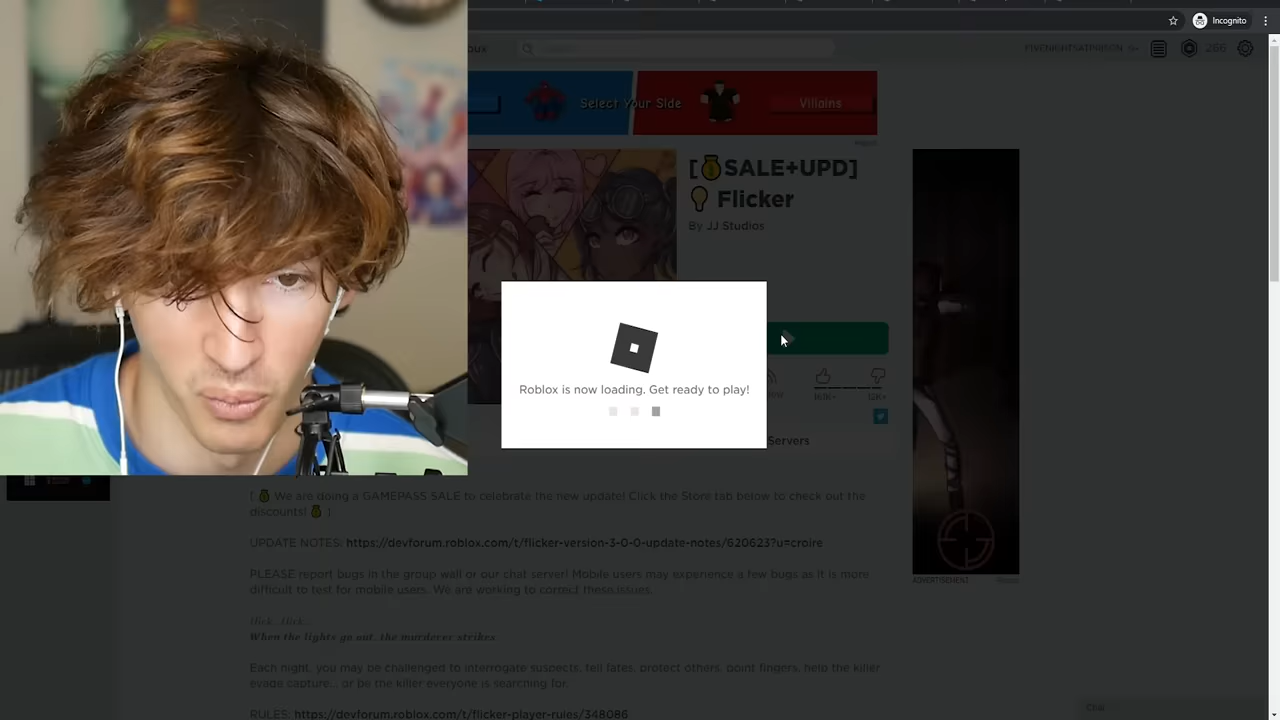 Incognito
266
Select Your Side
Villains
[💰SALE+UPD]
💡 Flicker
By JJ Studios
Roblox is now loading. Get ready to play!
12K+
Servers
[ 💰 We are doing a GAMEPASS SALE to celebrate the new update! Click the Store tab below to check out the
discounts! 💰 ]
UPDATE NOTES: https://devforum.roblox.com/t/flicker-version-3-0-0-update-notes/620623?u=croire
PLEASE report bugs in the group wall or our chat server! Mobile users may experience a few bugs as it is more
difficult to test for mobile users. We are working to correct these issues.
When the lights go out, the murderer strikes
Each night, you may be challenged to interrogate suspects, tell fates, protect others, point fingers, help the killer
evade capture... or be the killer everyone is searching for.
RULES: https://devforum.roblox.com/t/flicker-player-rules/348086
ADVERTISEMENT
Chat